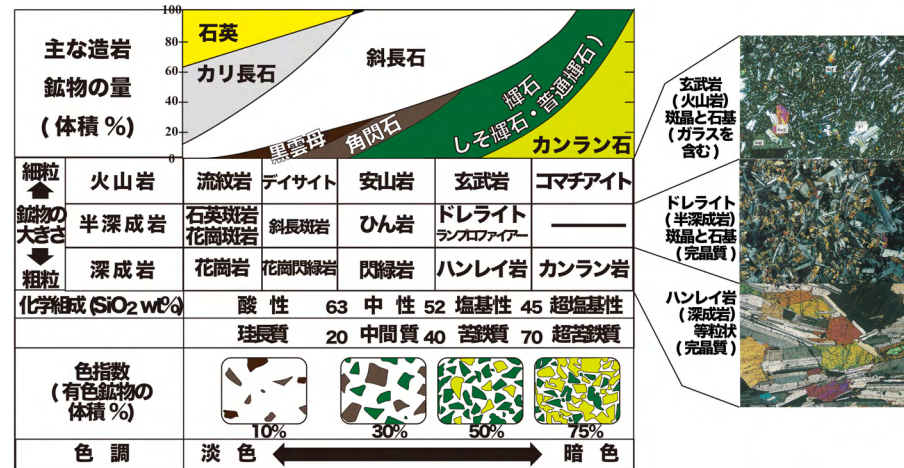 主な造岩
鉱物の量
(体積 %)
100
80
60
40
20
0
石英
カリ長石
斜長石
黒雲母
角閃石
輝石
しそ輝石・普通輝石)
カンラン石
細粒
鉱物の
大きさ
粗粒
火山岩 流紋岩 デイサイト 安山岩 玄武岩 コマチアイト
半深成岩 石英斑岩 花崗斑岩 斜長斑岩 ひん岩 ドレライト ランプロファイアー
深成岩 花崗岩 花崗閃緑岩 閃緑岩 ハンレイ岩 カンラン岩
化学組成(SiO2 wt%) 酸 性 63 中 性 52 塩基性 45 超塩基性
珪長質 20 中間質 40 苦鉄質 70 超苦鉄質
色指数
(有色鉱物の
体積 %)
10% 30% 50% 75%
色 調 淡 色 暗 色
玄武岩
(火山岩)
斑晶と石基
(ガラスを
含む)
ドレライト
(半深成岩)
斑晶と石基
(完晶質)
ハンレイ岩
(深成岩)
等粒状
(完晶質)